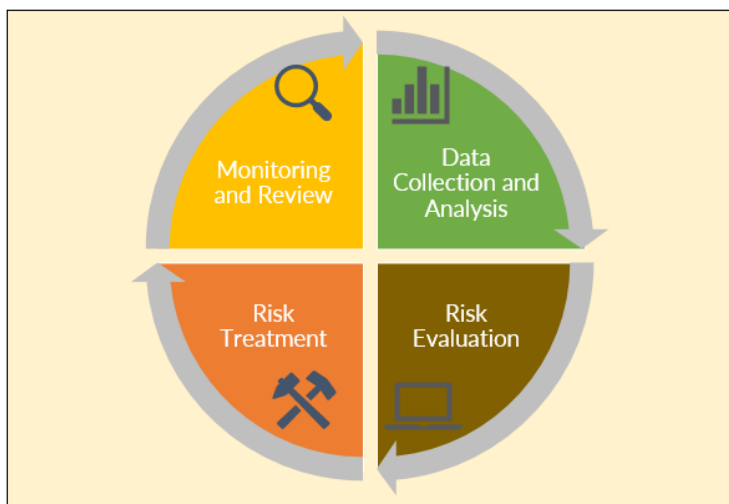 Monitoring
and Review
Data
Collection and
Analysis
Risk
Treatment
Risk
Evaluation